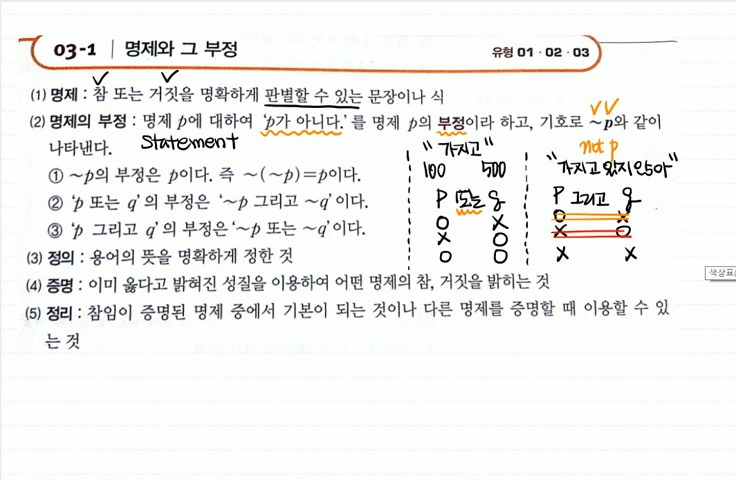 03-1 | 명제와 그 부정
유형 01·02·03
(1) 명제 : 참 또는 거짓을 명확하게 판별할 수 있는 문장이나 식
(2) 명제의 부정 : 명제 p에 대하여 'p가 아니다.'를 명제 p의 부정이라 하고, 기호로 ~p와 같이
나타낸다.
statement
not p
① ~p의 부정은 p이다. 즉 ~(~p)=p이다.
② 'p 또는 q'의 부정은 '~p 그리고 ~q'이다.
③ 'p 그리고 q'의 부정은 '~p 또는 ~q'이다.
"가지고"
100 500
P 또는 q
O X
X O
O O
"가지고 있지 않아"
P 그리고 q
O X
X O
X X
(3) 정의 : 용어의 뜻을 명확하게 정한 것
(4) 증명 : 이미 옳다고 밝혀진 성질을 이용하여 어떤 명제의 참, 거짓을 밝히는 것
(5) 정리 : 참임이 증명된 명제 중에서 기본이 되는 것이나 다른 명제를 증명할 때 이용할 수 있
는 것
색상표